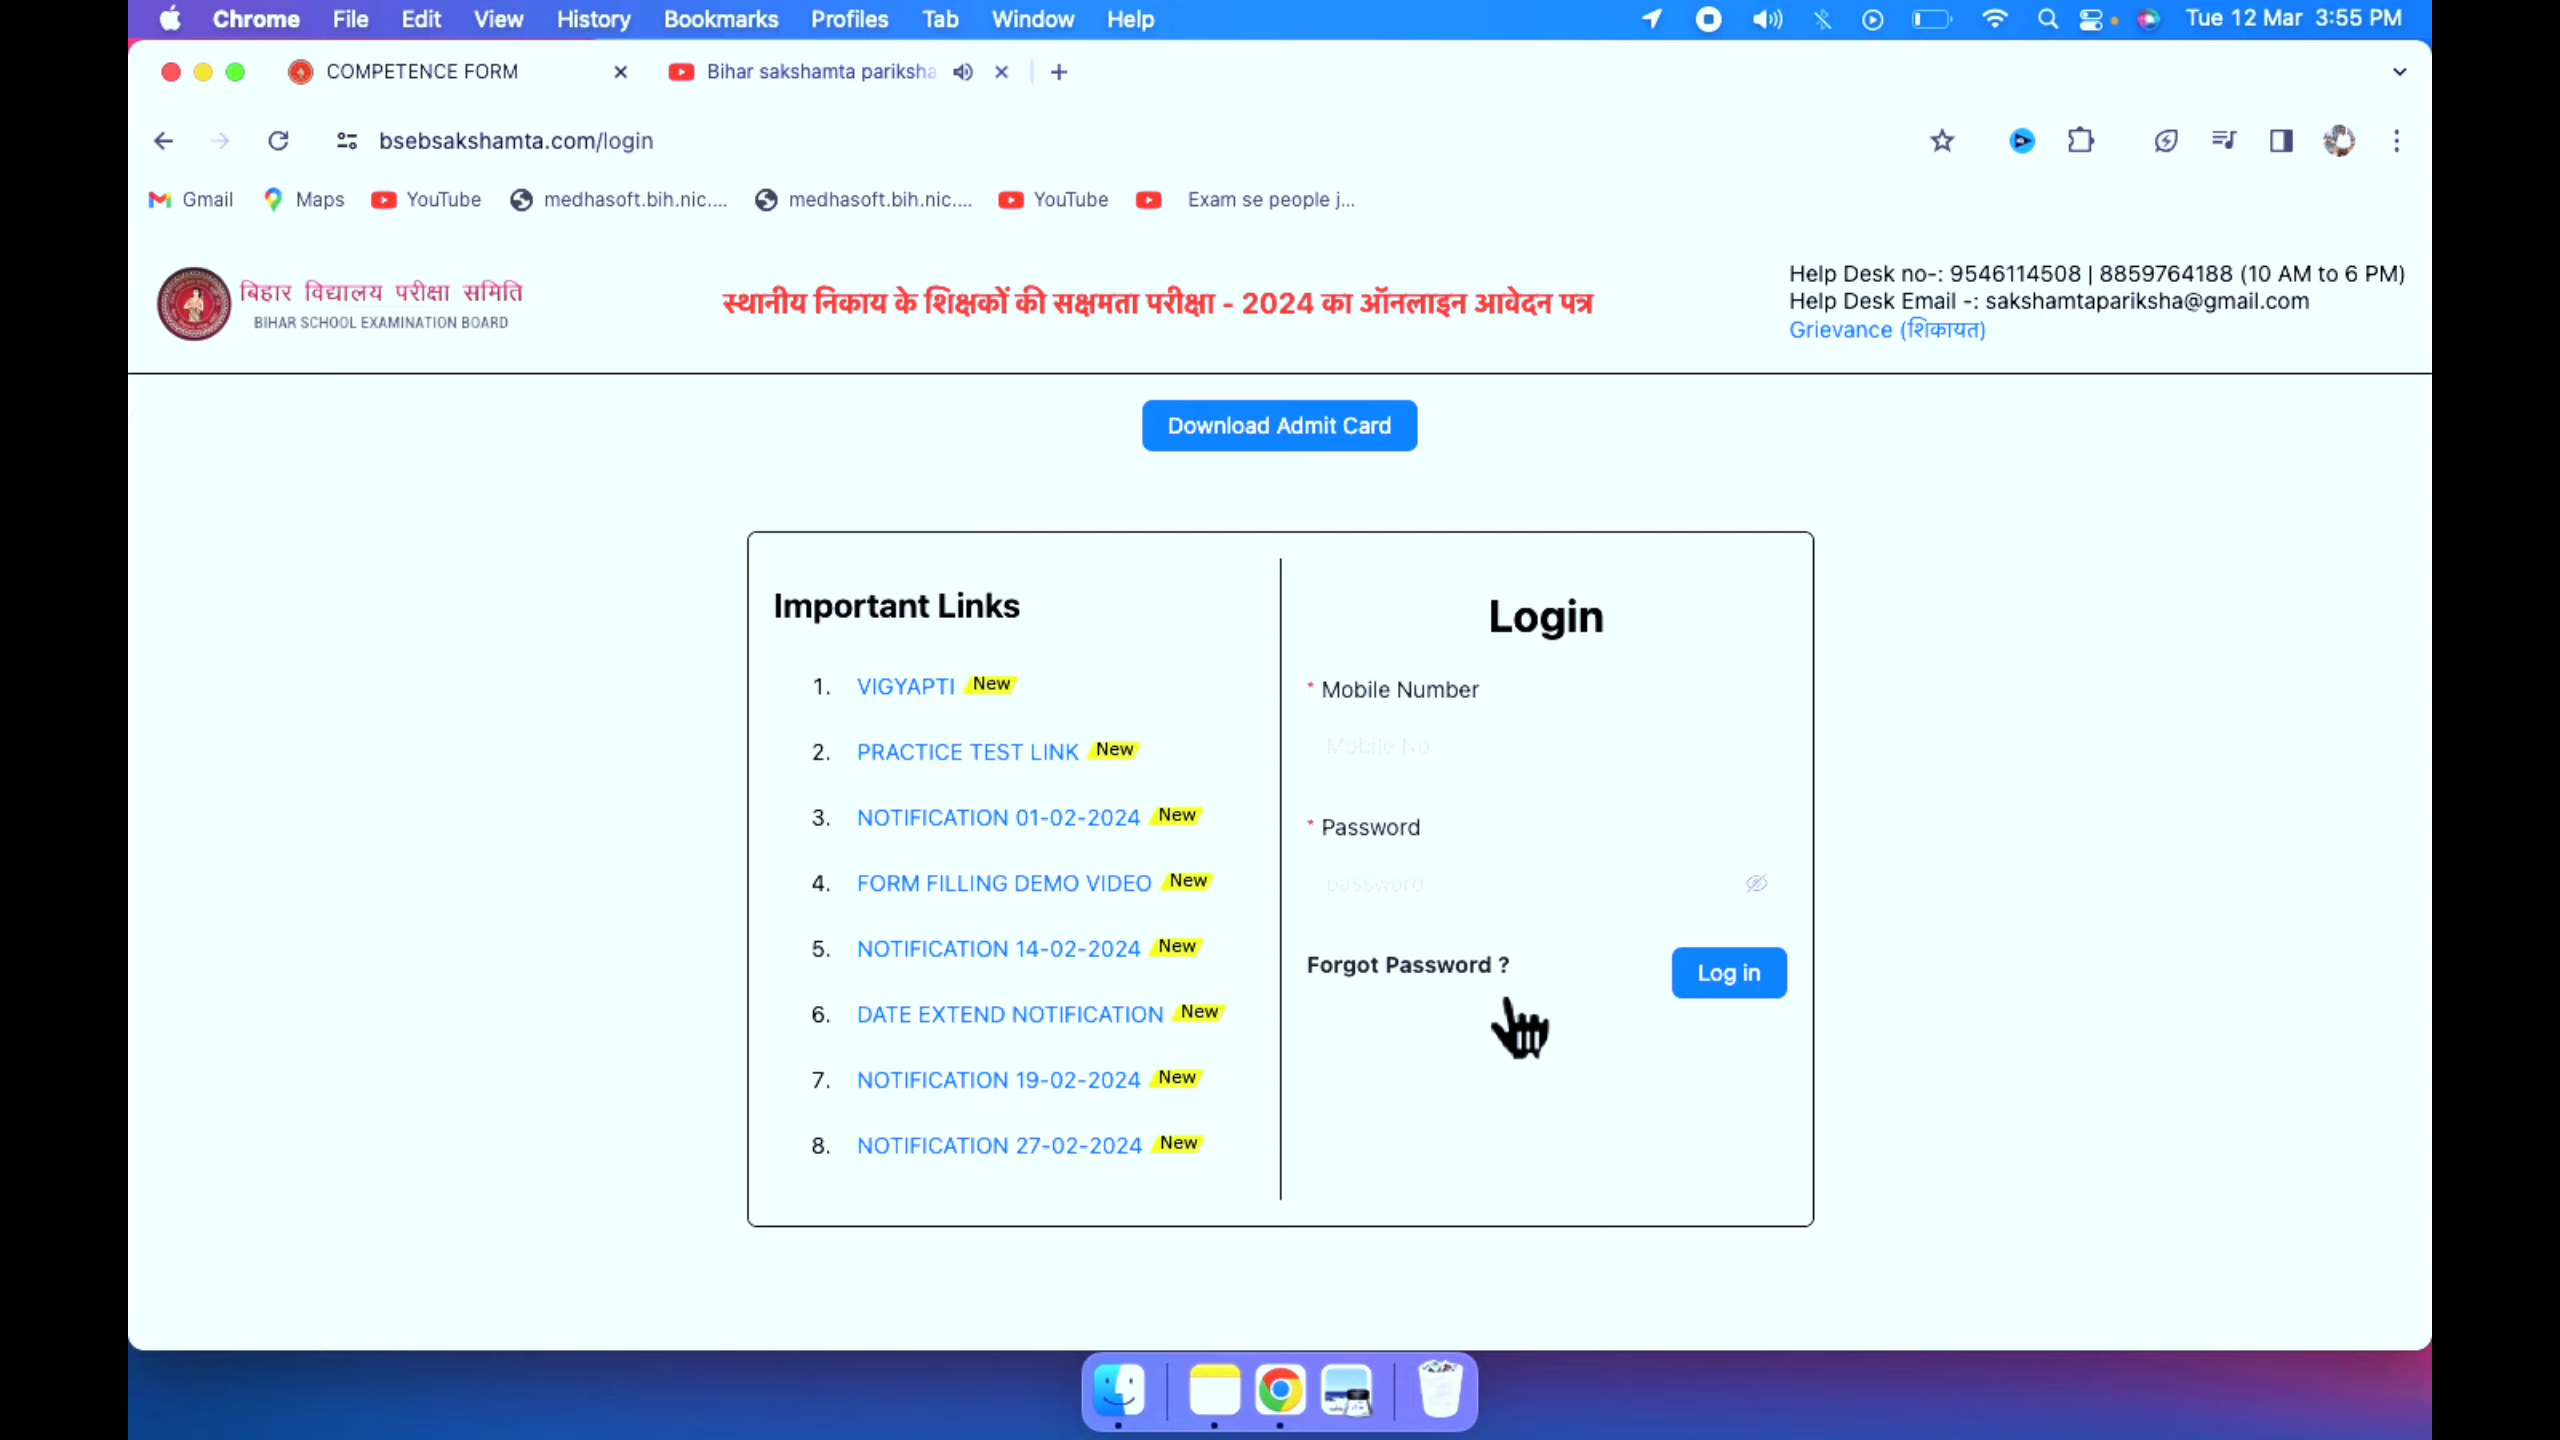 Chrome File Edit View History Bookmarks Profiles Tab Window Help Tue 12 Mar 3:55 PM
COMPETENCE FORM Bihar sakshamta pariksha
bsebsakshamta.com/login
Gmail Maps YouTube medhasoft.bih.nic.... medhasoft.bih.nic.... YouTube Exam se people j...
बिहार विद्यालय परीक्षा समिति
BIHAR SCHOOL EXAMINATION BOARD
स्थानीय निकाय के शिक्षकों की सक्षमता परीक्षा - 2024 का ऑनलाइन आवेदन पत्र
Help Desk no-: 9546114508 | 8859764188 (10 AM to 6 PM)
Help Desk Email -: sakshamtapariksha@gmail.com
Grievance (शिकायत)
Download Admit Card
Important Links
1. VIGYAPTI New
2. PRACTICE TEST LINK New
3. NOTIFICATION 01-02-2024 New
4. FORM FILLING DEMO VIDEO New
5. NOTIFICATION 14-02-2024 New
6. DATE EXTEND NOTIFICATION New
7. NOTIFICATION 19-02-2024 New
8. NOTIFICATION 27-02-2024 New
Login
* Mobile Number
Mobile No
* Password
password
Forgot Password ?
Log in